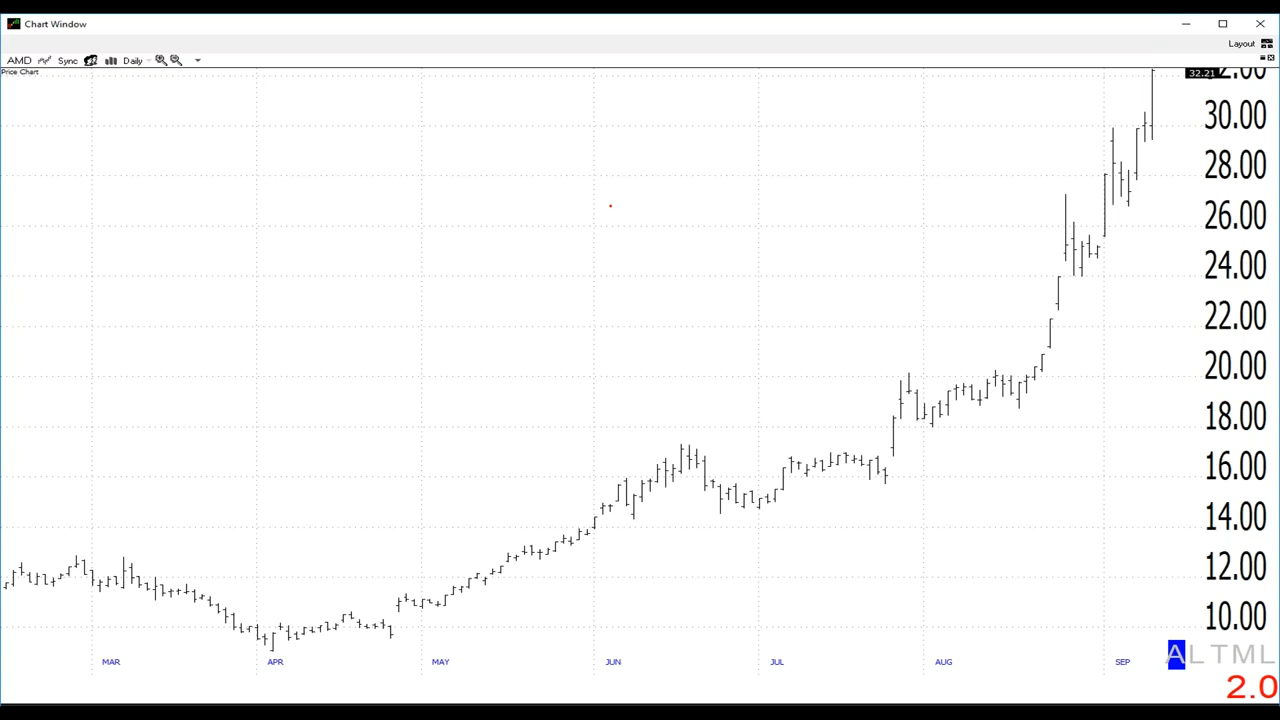 Chart Window
Layout
AMD Sync Daily
Price Chart
32.21
30.00
28.00
26.00
24.00
22.00
20.00
18.00
16.00
14.00
12.00
10.00
MAR APR MAY JUN JUL AUG SEP
ALTML
2.0